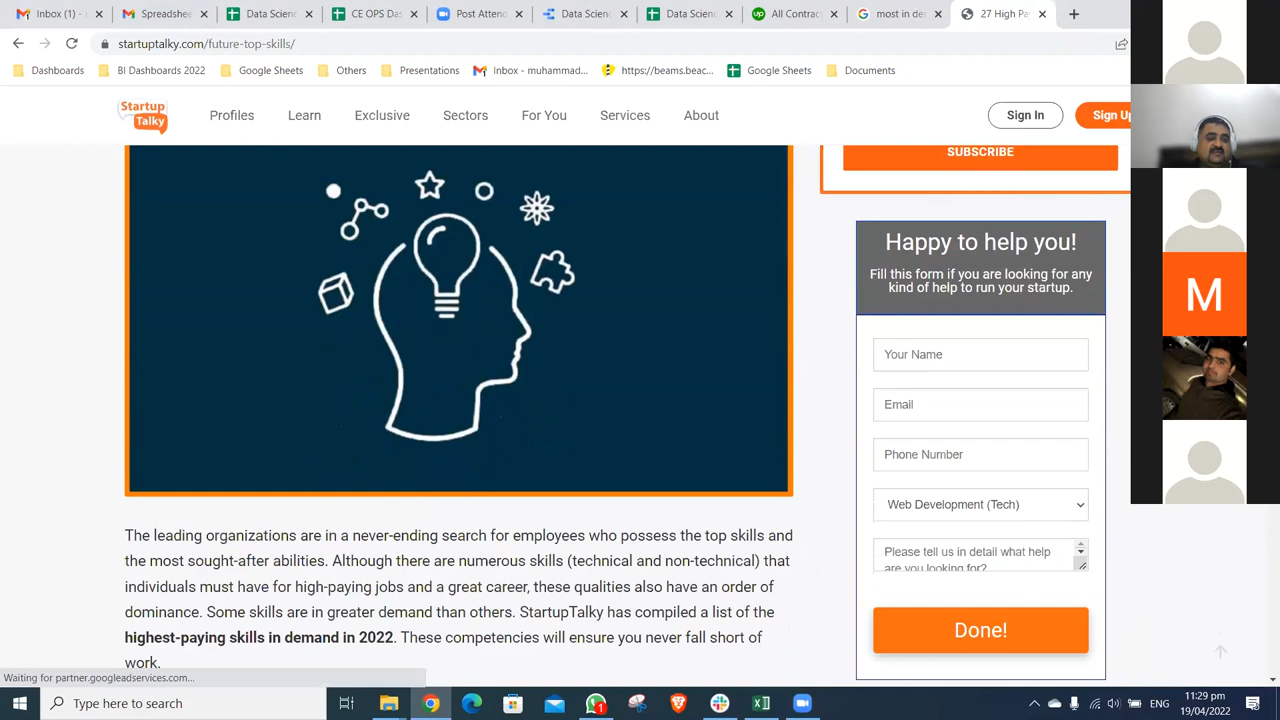 Inbox (1)
Spreadshee
Data Scienc
CE OPS Das
Post Attend
Data Scienc
Data Scienc
All Contrac
most in de
27 High Pa
startuptalky.com/future-top-skills/
Dashboards
BI Dashboards 2022
Google Sheets
Others
Presentations
Inbox - muhammad...
https://beams.beac...
Google Sheets
Documents
Startup
Talky
Profiles
Learn
Exclusive
Sectors
For You
Services
About
Sign In
Sign Up
SUBSCRIBE
Happy to help you!
Fill this form if you are looking for any
kind of help to run your startup.
Your Name
Email
Phone Number
Web Development (Tech)
Please tell us in detail what help
are you looking for?
Done!
M
The leading organizations are in a never-ending search for employees who possess the top skills and
the most sought-after abilities. Although there are numerous skills (technical and non-technical) that
individuals must have for high-paying jobs and a great career, these qualities also have an order of
dominance. Some skills are in greater demand than others. StartupTalky has compiled a list of the
highest-paying skills in demand in 2022. These competencies will ensure you never fall short of
work.
Waiting for partner.googleadservices.com...
Type here to search
1
ENG
11:29 pm
19/04/2022